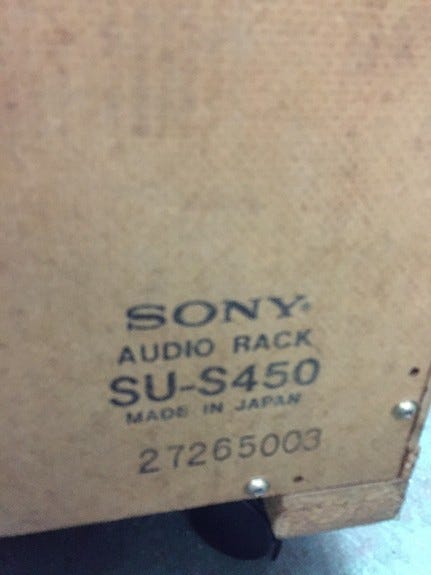 SONY
AUDIO RACK
SU-S450
MADE IN JAPAN
27265003